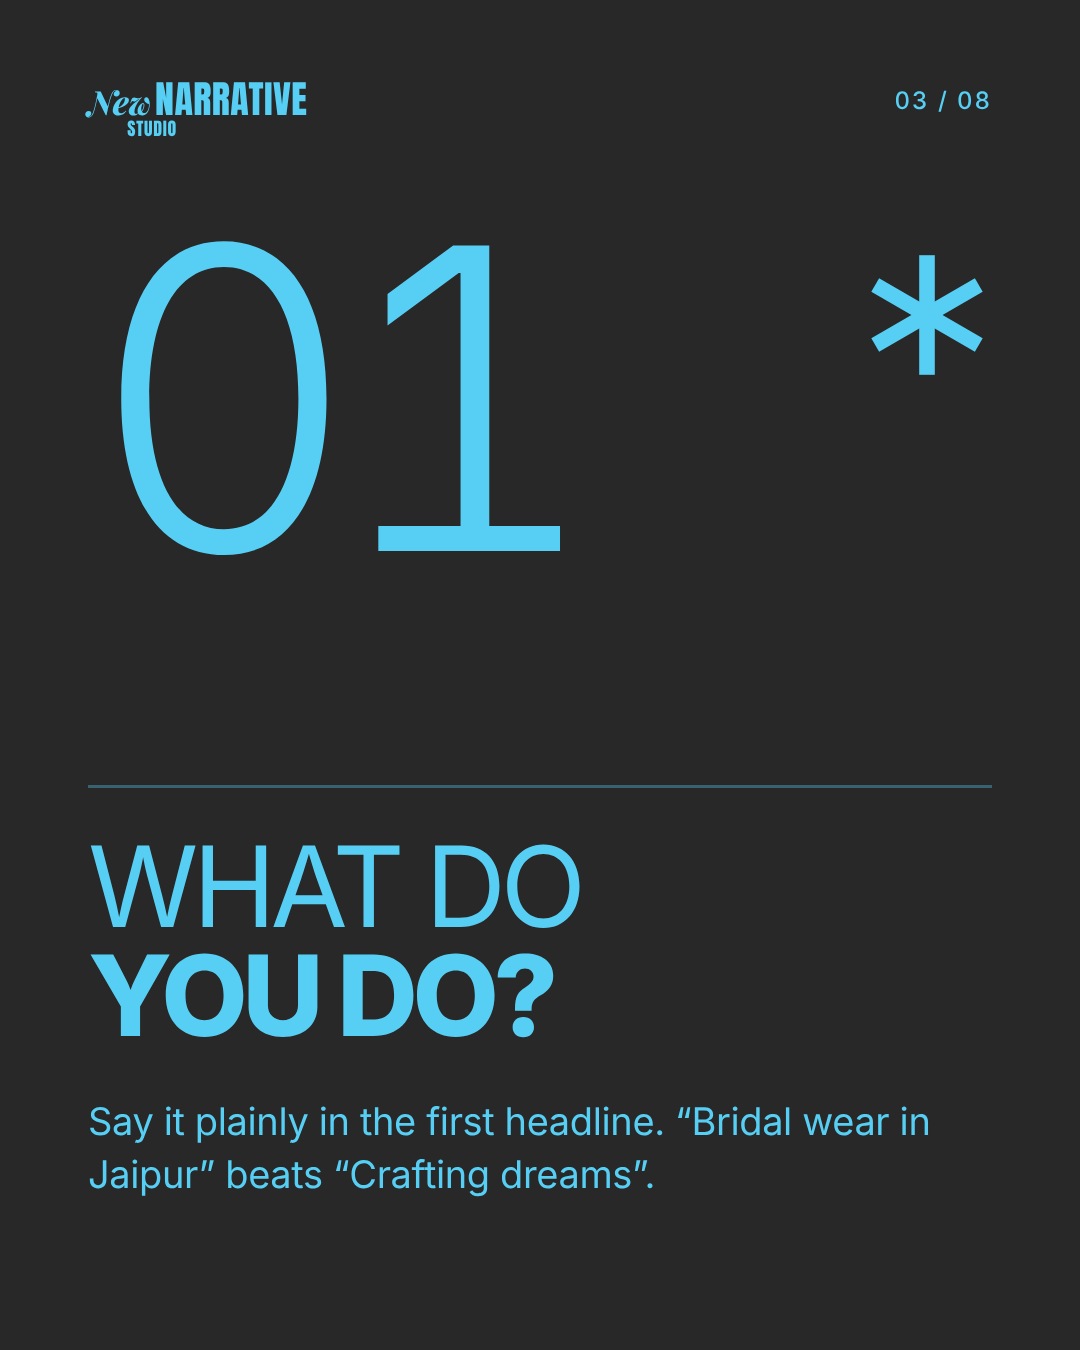 New NARRATIVE
STUDIO
03 / 08
01
*
WHAT DO
YOU DO?
Say it plainly in the first headline. “Bridal wear in
Jaipur” beats “Crafting dreams”.